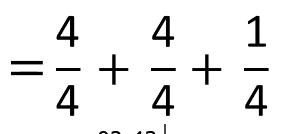 = 4/4 + 4/4 + 1/4